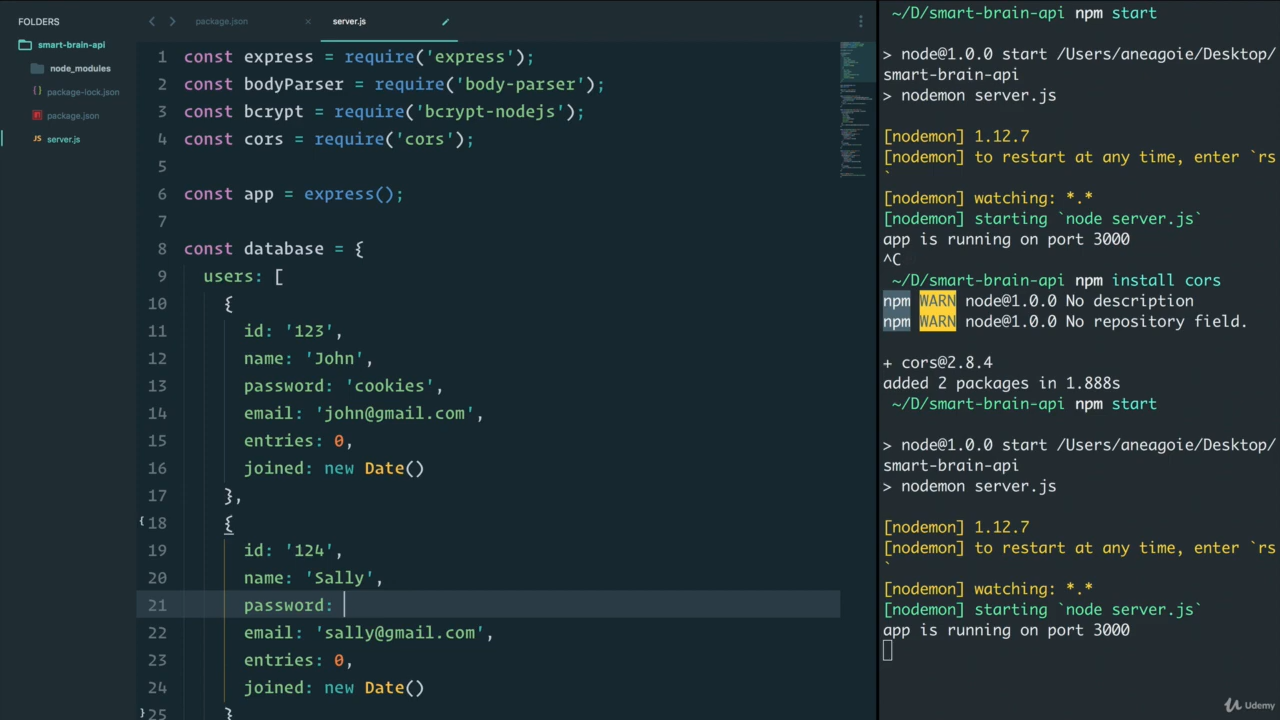 FOLDERS
smart-brain-api
node_modules
package-lock.json
package.json
server.js
package.json ×
server.js
1 const express = require('express');
2 const bodyParser = require('body-parser');
3 const bcrypt = require('bcrypt-nodejs');
4 const cors = require('cors');
5
6 const app = express();
7
8 const database = {
9 users: [
10 {
11 id: '123',
12 name: 'John',
13 password: 'cookies',
14 email: 'john@gmail.com',
15 entries: 0,
16 joined: new Date()
17 },
18 {
19 id: '124',
20 name: 'Sally',
21 password:
22 email: 'sally@gmail.com',
23 entries: 0,
24 joined: new Date()
25 }
~/D/smart-brain-api npm start
> node@1.0.0 start /Users/aneagoie/Desktop/
smart-brain-api
> nodemon server.js
[nodemon] 1.12.7
[nodemon] to restart at any time, enter `rs
`
[nodemon] watching: *.*
[nodemon] starting `node server.js`
app is running on port 3000
^C
~/D/smart-brain-api npm install cors
npm WARN node@1.0.0 No description
npm WARN node@1.0.0 No repository field.
+ cors@2.8.4
added 2 packages in 1.888s
~/D/smart-brain-api npm start
> node@1.0.0 start /Users/aneagoie/Desktop/
smart-brain-api
> nodemon server.js
[nodemon] 1.12.7
[nodemon] to restart at any time, enter `rs
`
[nodemon] watching: *.*
[nodemon] starting `node server.js`
app is running on port 3000
Udemy